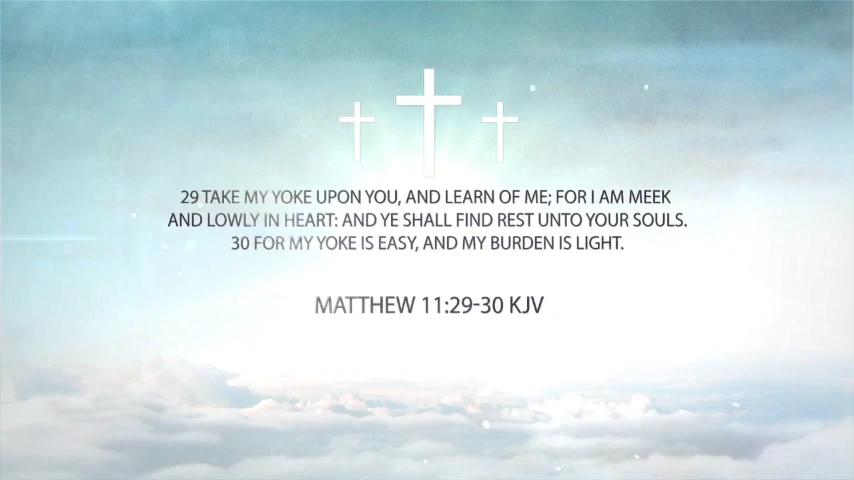 29 TAKE MY YOKE UPON YOU, AND LEARN OF ME; FOR I AM MEEK
AND LOWLY IN HEART: AND YE SHALL FIND REST UNTO YOUR SOULS.
30 FOR MY YOKE IS EASY, AND MY BURDEN IS LIGHT.
MATTHEW 11:29-30 KJV